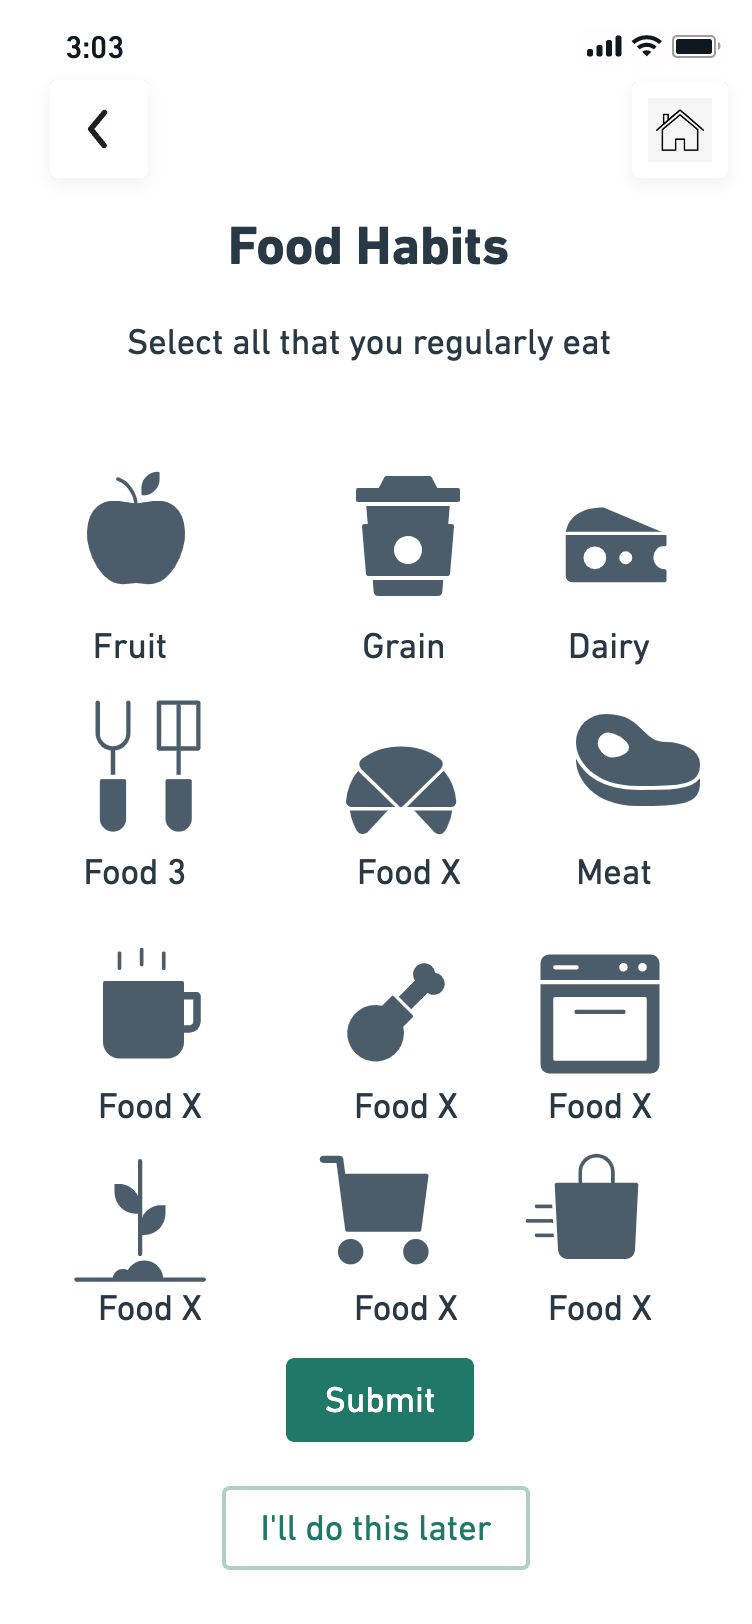 3:03
Food Habits
Select all that you regularly eat
Fruit
Grain
Dairy
Food 3
Food X
Meat
Food X
Food X
Food X
Food X
Food X
Food X
Submit
I'll do this later